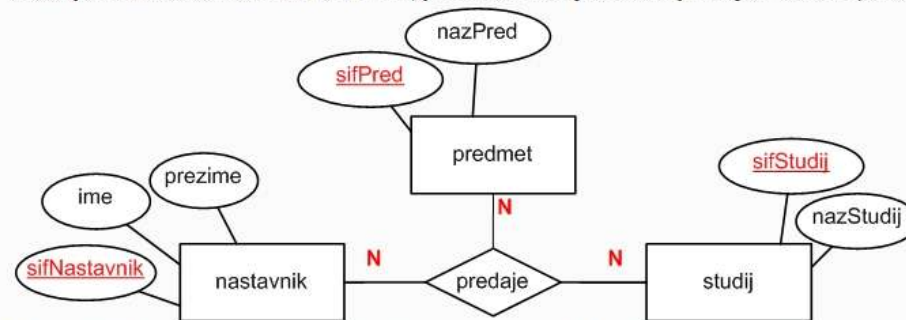 nazPred
sifPred
predmet
sifStudij
prezime
ime
nazStudij
N
sifNastavnik
nastavnik
N
predaje
N
studij